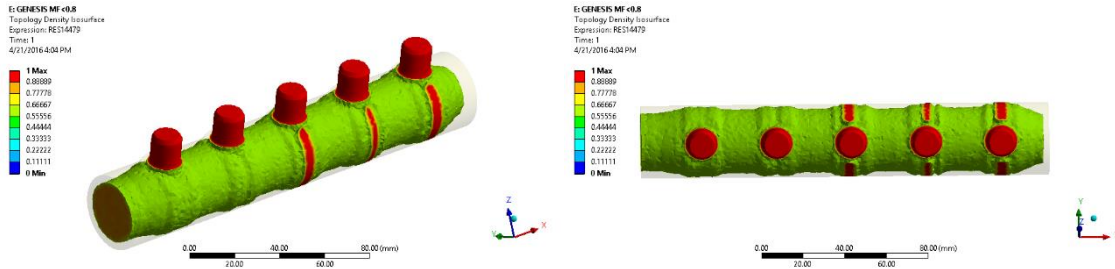 E: GENESIS MF<0.8
Topology Density Isosurface
Expression: RES14479
Time: 1
4/21/2016 4:04 PM
1 Max
0.88889
0.77778
0.66667
0.55556
0.44444
0.33333
0.22222
0.11111
0 Min
Z
Y
X
0.00
40.00
80.00 (mm)
20.00
60.00
E: GENESIS MF<0.8
Topology Density Isosurface
Expression: RES14479
Time: 1
4/21/2016 4:04 PM
1 Max
0.88889
0.77778
0.66667
0.55556
0.44444
0.33333
0.22222
0.11111
0 Min
Y
Z
0.00
40.00
80.00 (mm)
20.00
60.00